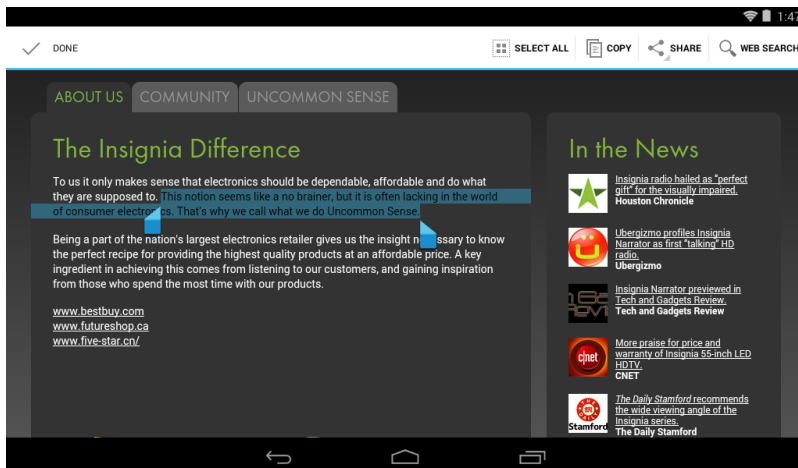 1:47
DONE
SELECT ALL
COPY
SHARE
WEB SEARCH
ABOUT US
COMMUNITY
UNCOMMON SENSE
The Insignia Difference
To us it only makes sense that electronics should be dependable, affordable and do what
they are supposed to. This notion seems like a no brainer, but it is often lacking in the world
of consumer electronics. That's why we call what we do Uncommon Sense.
Being a part of the nation's largest electronics retailer gives us the insight necessary to know
the perfect recipe for providing the highest quality products at an affordable price. A key
ingredient in achieving this comes from listening to our customers, and gaining inspiration
from those who spend the most time with our products.
www.bestbuy.com
www.futureshop.ca
www.five-star.cn/
In the News
Insignia radio hailed as “perfect
gift” for the visually impaired.
Houston Chronicle
Ubergizmo profiles Insignia
Narrator as first “talking” HD
radio.
Ubergizmo
Insignia Narrator previewed in
Tech and Gadgets Review.
Tech and Gadgets Review
c|net
More praise for price and
warranty of Insignia 55-inch LED
HDTV.
CNET
Stamford
The Daily Stamford recommends
the wide viewing angle of the
Insignia series.
The Daily Stamford